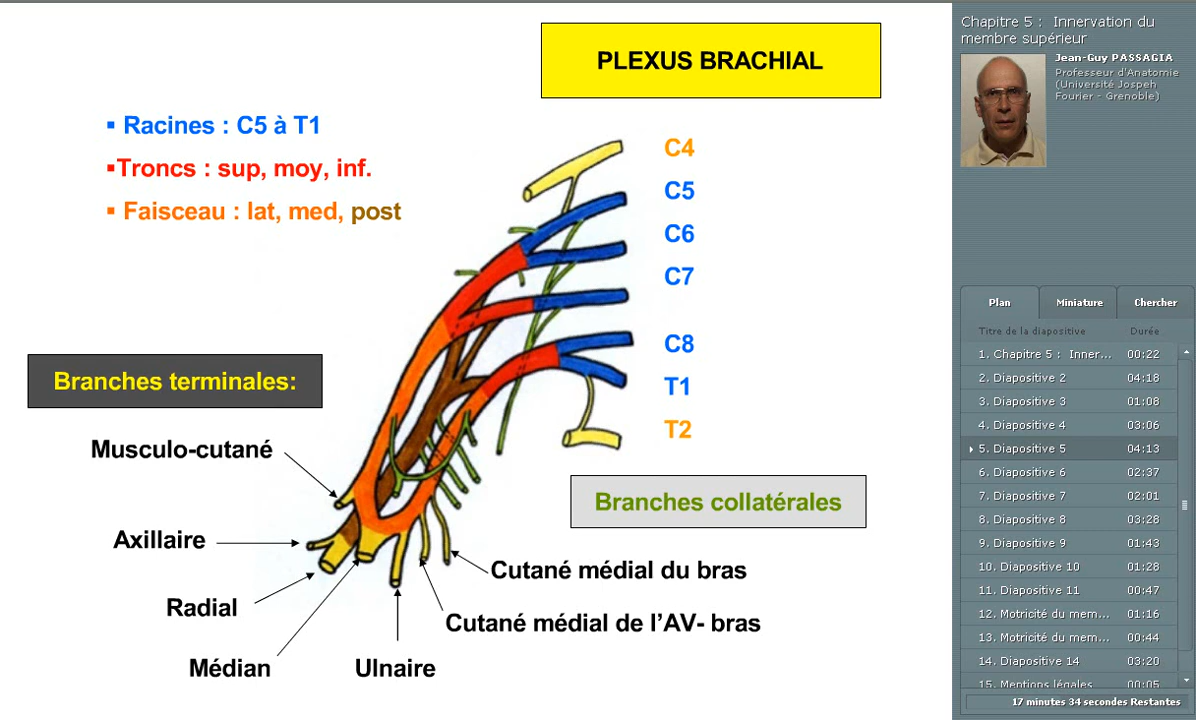 PLEXUS BRACHIAL
▪ Racines : C5 à T1
▪Troncs : sup, moy, inf.
▪ Faisceau : lat, med, post
C4
C5
C6
C7
C8
T1
T2
Branches terminales:
Musculo-cutané
Axillaire
Radial
Médian
Ulnaire
Branches collatérales
Cutané médial du bras
Cutané médial de l'AV- bras
Chapitre 5 : Innervation du
membre supérieur
Jean-Guy PASSAGIA
Professeur d'Anatomie
(Université Jospeh
Fourier - Grenoble)
Plan Miniature Chercher
Titre de la diapositive Durée
1. Chapitre 5 : Inner... 00:22
2. Diapositive 2 04:18
3. Diapositive 3 01:08
4. Diapositive 4 03:06
5. Diapositive 5 04:13
6. Diapositive 6 02:37
7. Diapositive 7 02:01
8. Diapositive 8 03:28
9. Diapositive 9 01:43
10. Diapositive 10 01:28
11. Diapositive 11 00:47
12. Motricité du mem... 01:16
13. Motricité du mem... 00:44
14. Diapositive 14 03:20
15. Mentions légales 00:05
17 minutes 34 secondes Restantes